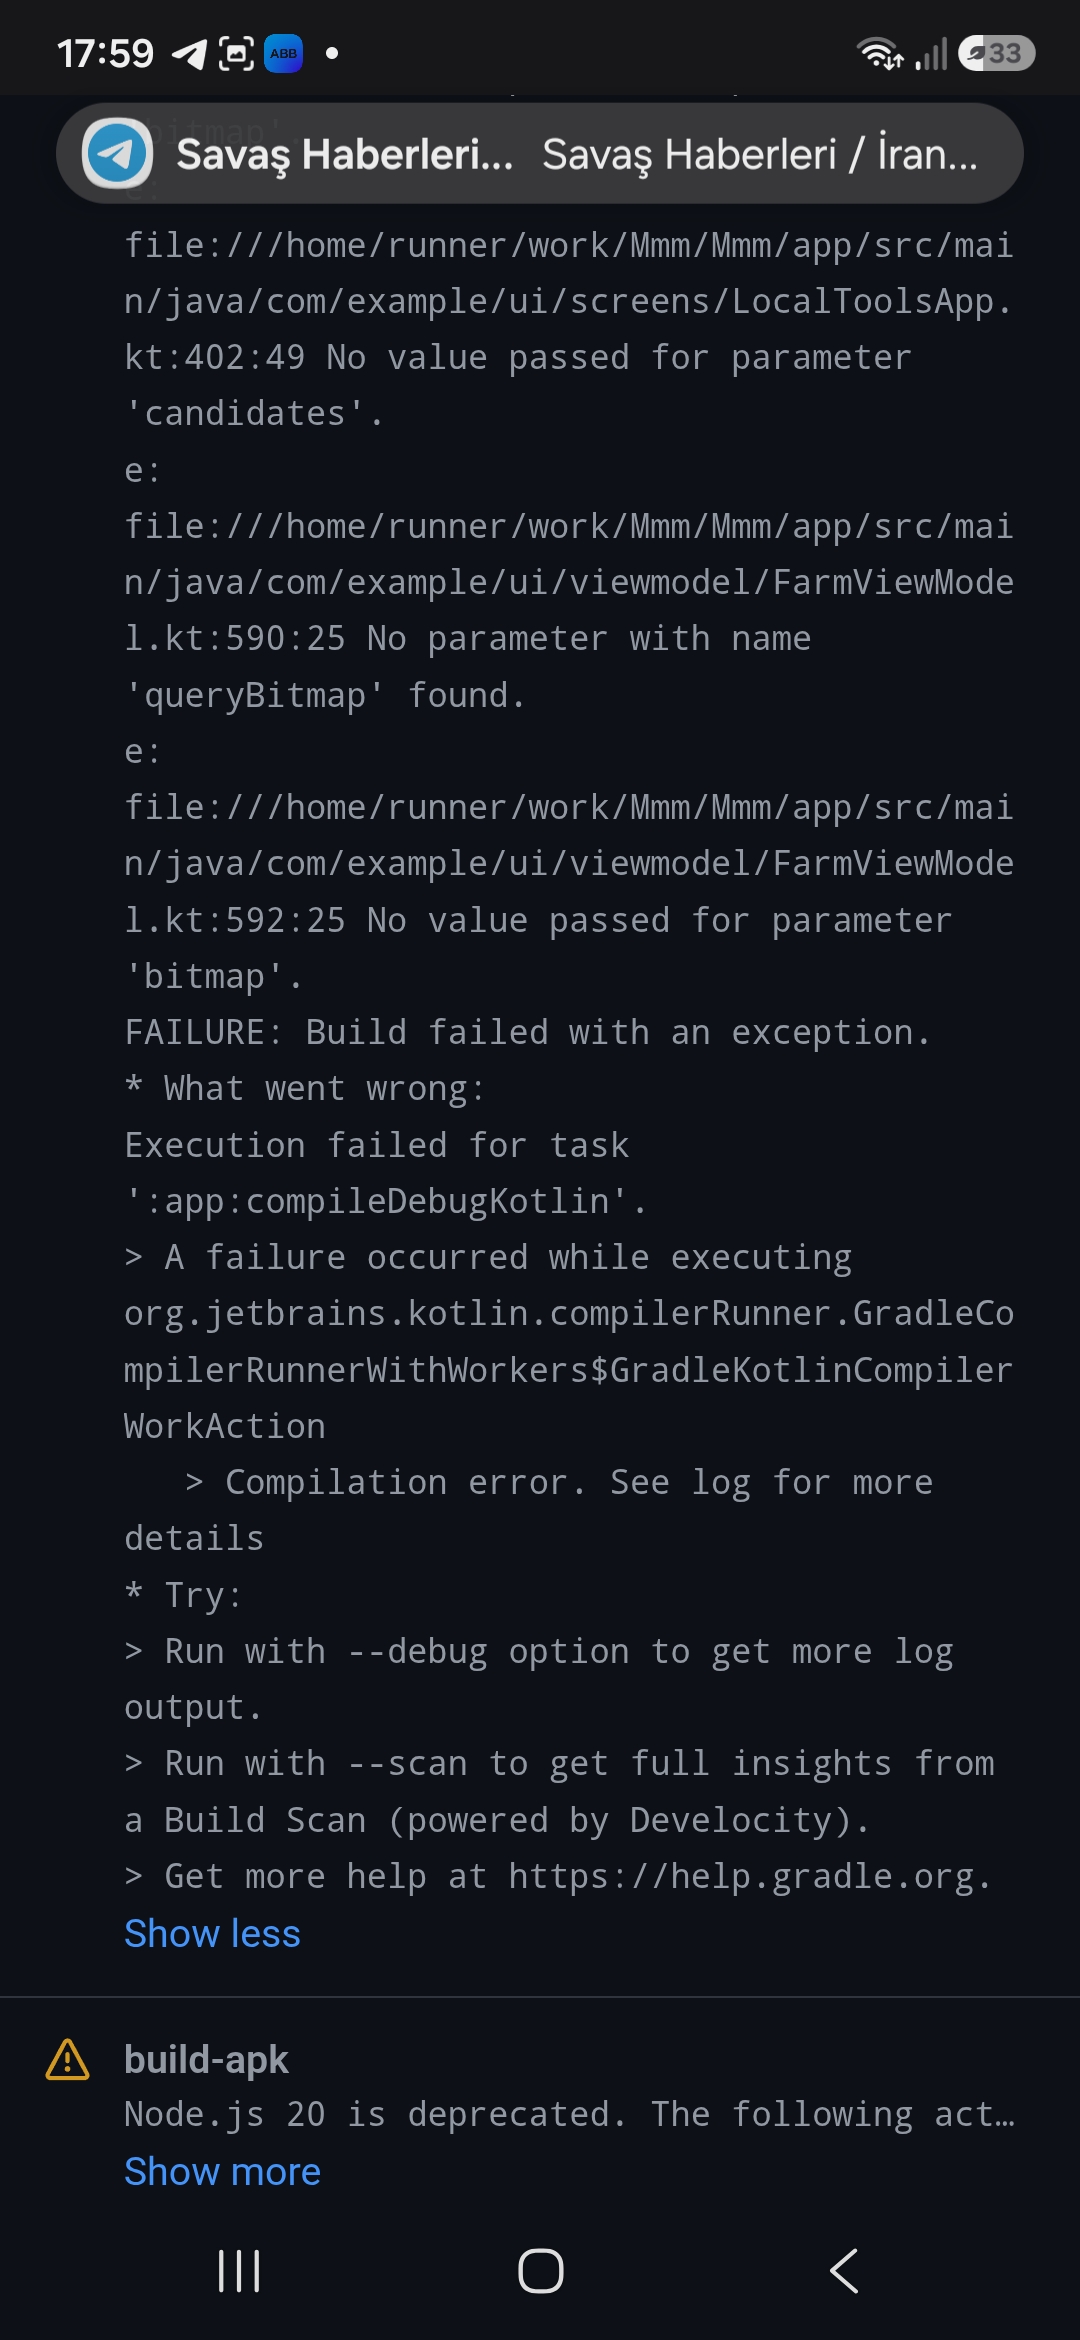 17:59
ABB
33
'bitmap'.
e:
Savaş Haberleri... Savaş Haberleri / İran...
file:///home/runner/work/Mmm/Mmm/app/src/mai
n/java/com/example/ui/screens/LocalToolsApp.
kt:402:49 No value passed for parameter
'candidates'.
e:
file:///home/runner/work/Mmm/Mmm/app/src/mai
n/java/com/example/ui/viewmodel/FarmViewMode
l.kt:590:25 No parameter with name
'queryBitmap' found.
e:
file:///home/runner/work/Mmm/Mmm/app/src/mai
n/java/com/example/ui/viewmodel/FarmViewMode
l.kt:592:25 No value passed for parameter
'bitmap'.
FAILURE: Build failed with an exception.
* What went wrong:
Execution failed for task
':app:compileDebugKotlin'.
> A failure occurred while executing
org.jetbrains.kotlin.compilerRunner.GradleCo
mpilerRunnerWithWorkers$GradleKotlinCompiler
WorkAction
> Compilation error. See log for more
details
* Try:
> Run with --debug option to get more log
output.
> Run with --scan to get full insights from
a Build Scan (powered by Develocity).
> Get more help at https://help.gradle.org.
Show less
build-apk
Node.js 20 is deprecated. The following act…
Show more